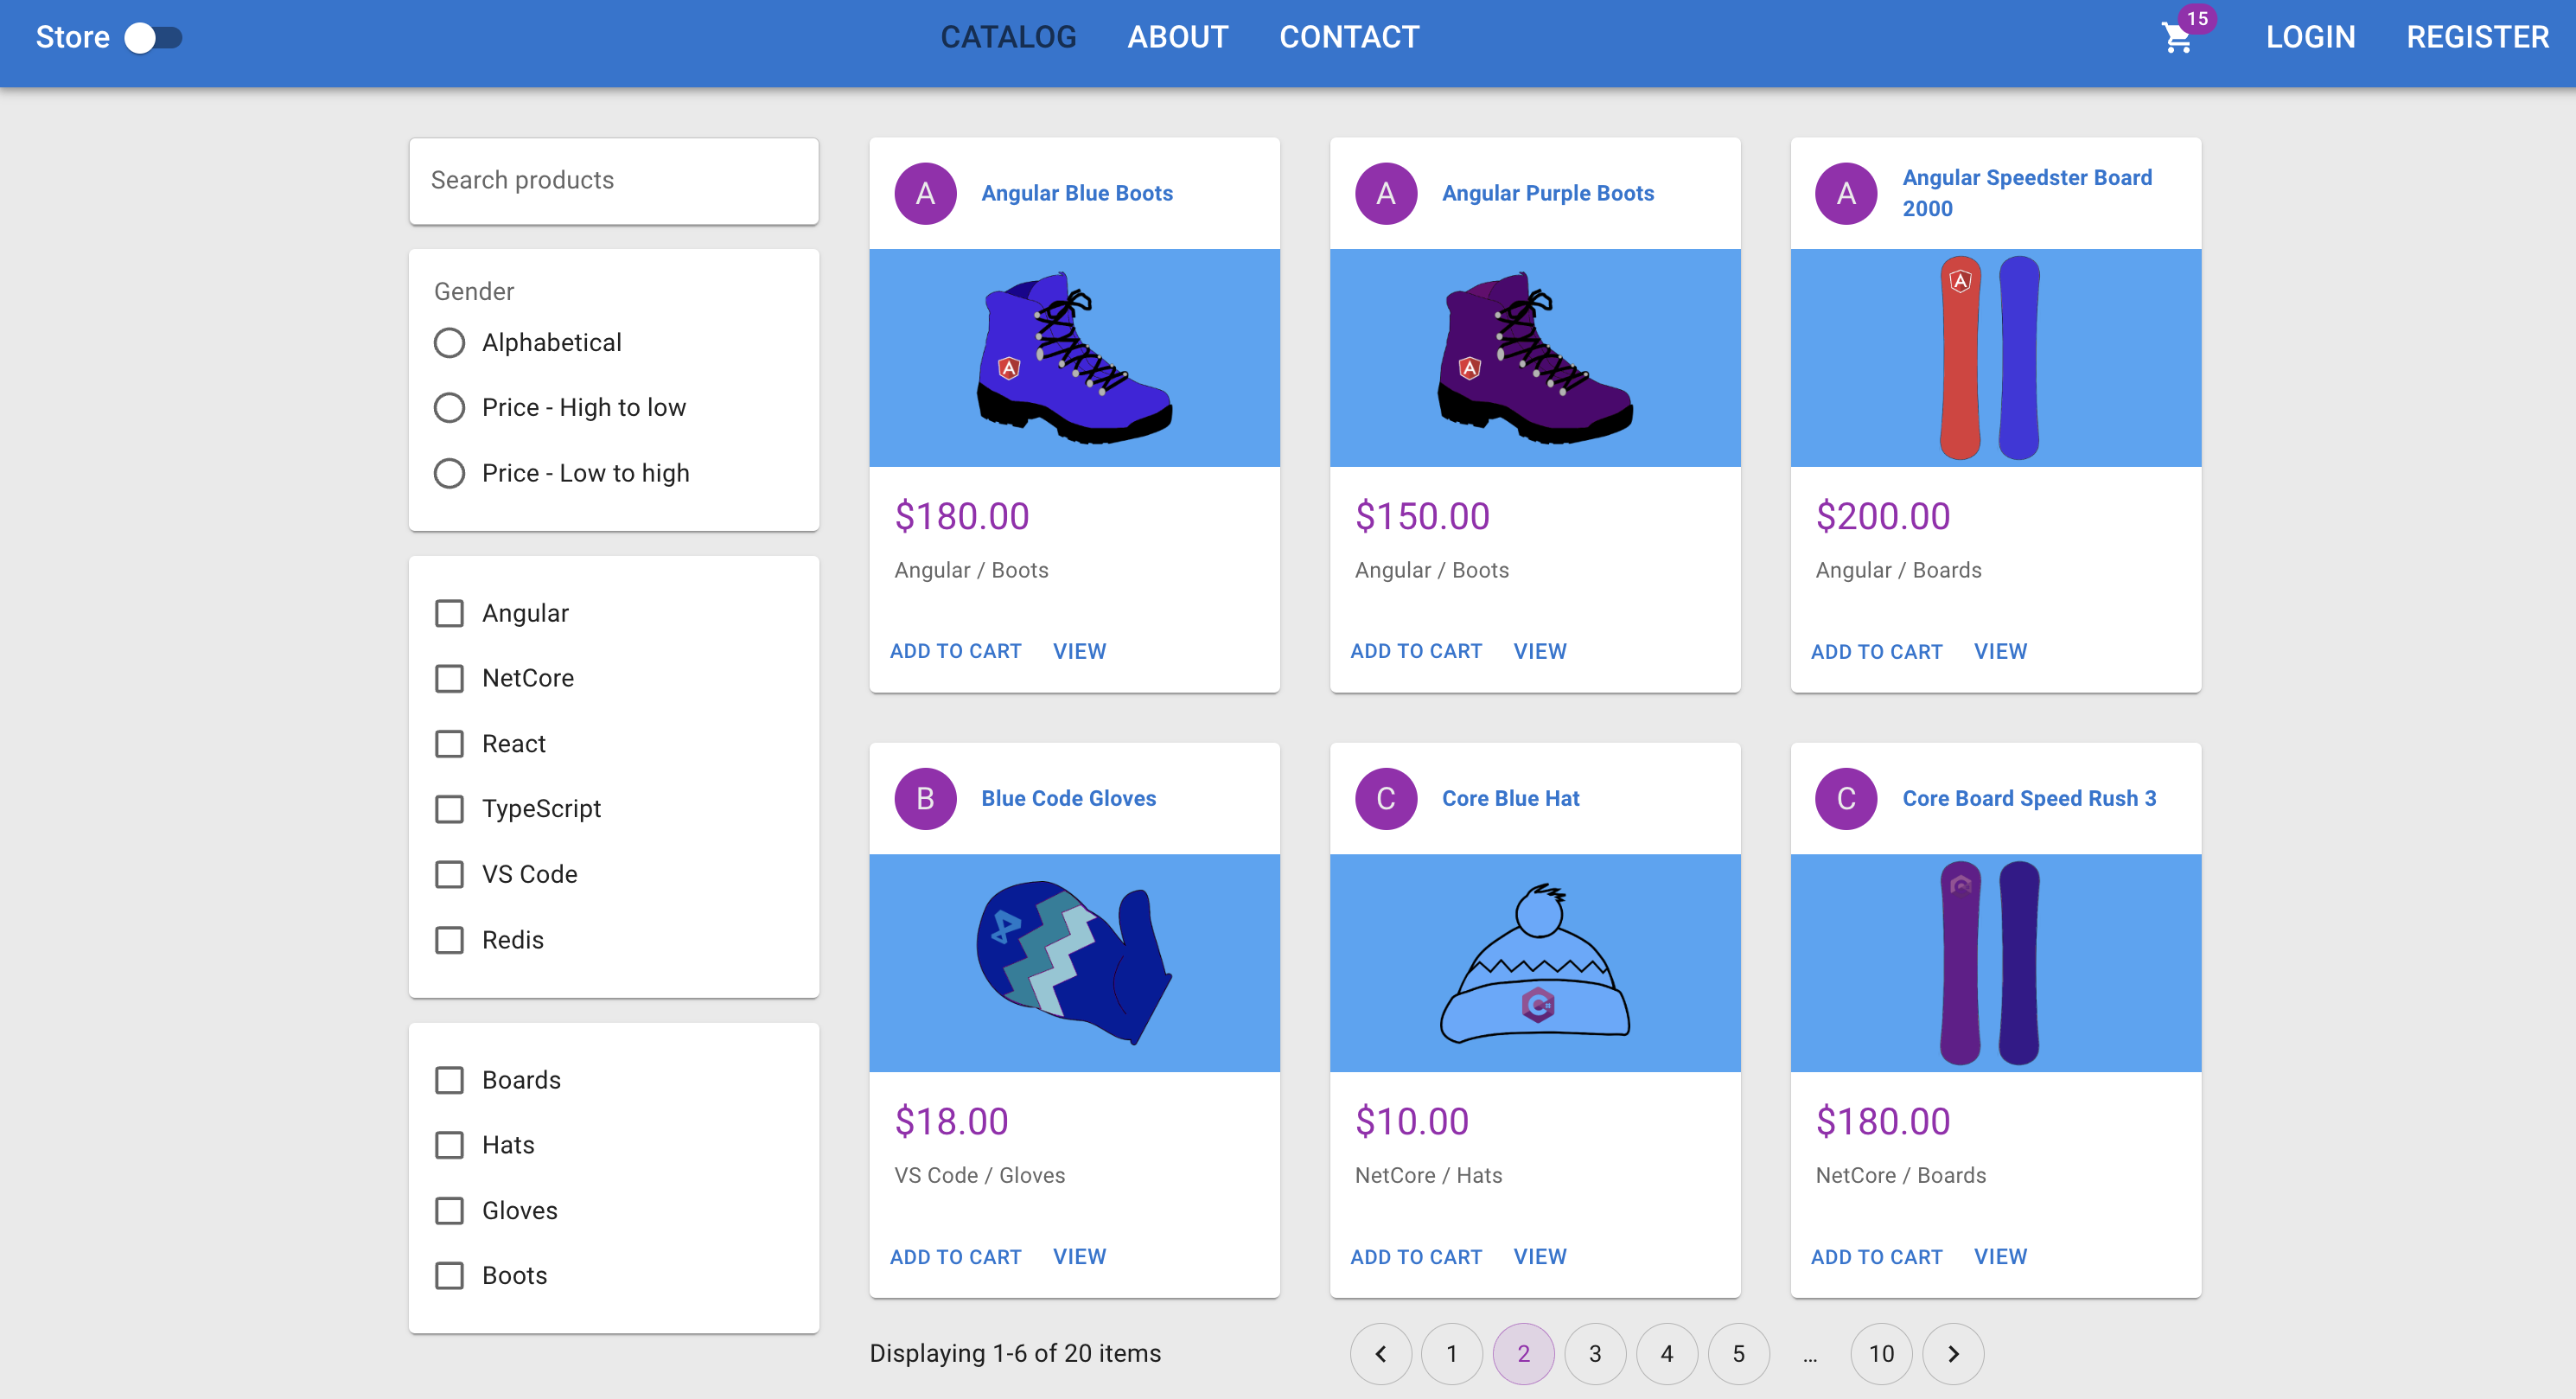 Store
CATALOG ABOUT CONTACT
15
LOGIN REGISTER
Search products
Gender
Alphabetical
Price - High to low
Price - Low to high
Angular
NetCore
React
TypeScript
VS Code
Redis
Boards
Hats
Gloves
Boots
A Angular Blue Boots
A
$180.00
Angular / Boots
ADD TO CART VIEW
A Angular Purple Boots
A
$150.00
Angular / Boots
ADD TO CART VIEW
A Angular Speedster Board
2000
A
$200.00
Angular / Boards
ADD TO CART VIEW
B Blue Code Gloves
$18.00
VS Code / Gloves
ADD TO CART VIEW
C Core Blue Hat
C#
$10.00
NetCore / Hats
ADD TO CART VIEW
C Core Board Speed Rush 3
$180.00
NetCore / Boards
ADD TO CART VIEW
Displaying 1-6 of 20 items
1 2 3 4 5 ... 10